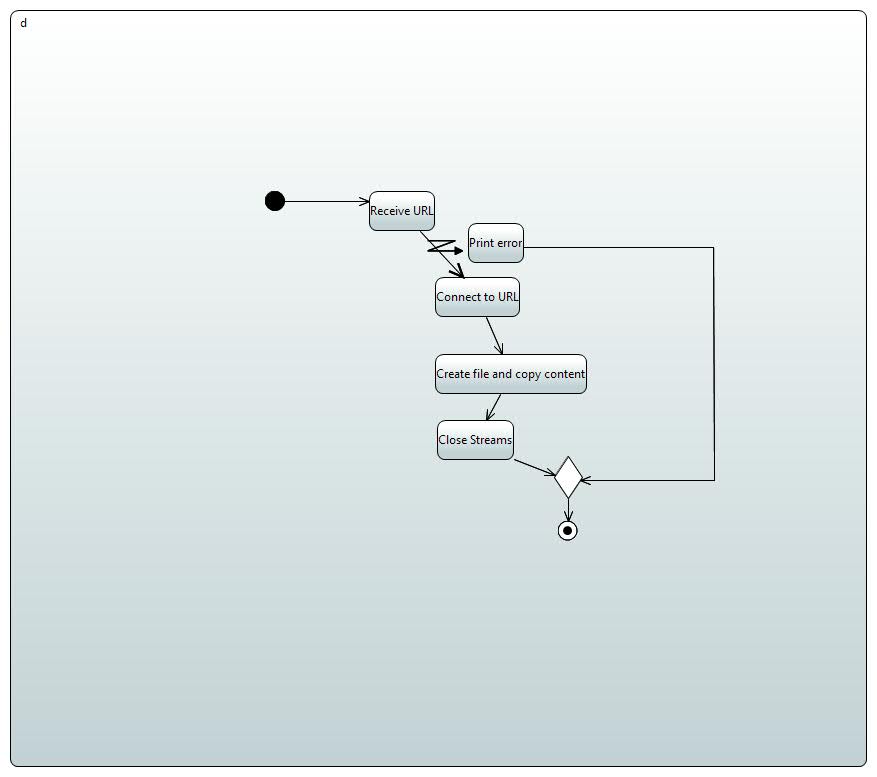 d
Receive URL
Print error
Connect to URL
Create file and copy content
Close Streams